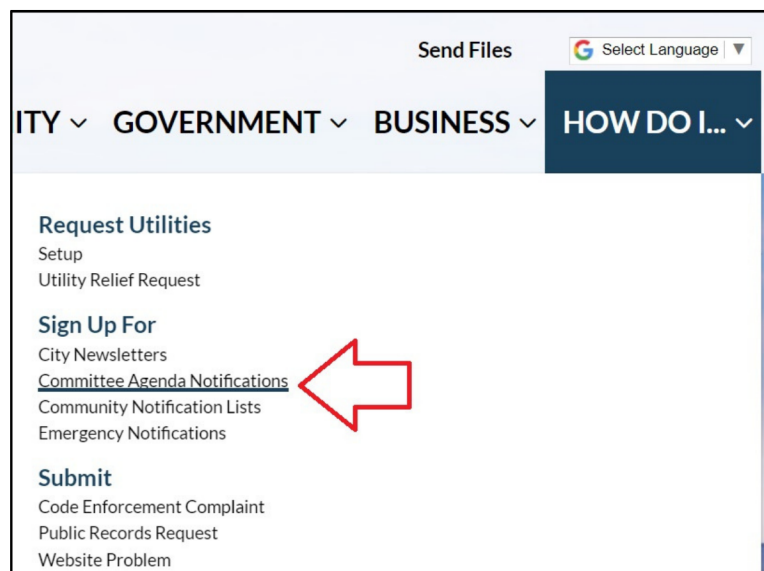 Send Files
Select Language
ITY GOVERNMENT BUSINESS HOW DO I...
Request Utilities
Setup
Utility Relief Request
Sign Up For
City Newsletters
Committee Agenda Notifications
Community Notification Lists
Emergency Notifications
Submit
Code Enforcement Complaint
Public Records Request
Website Problem